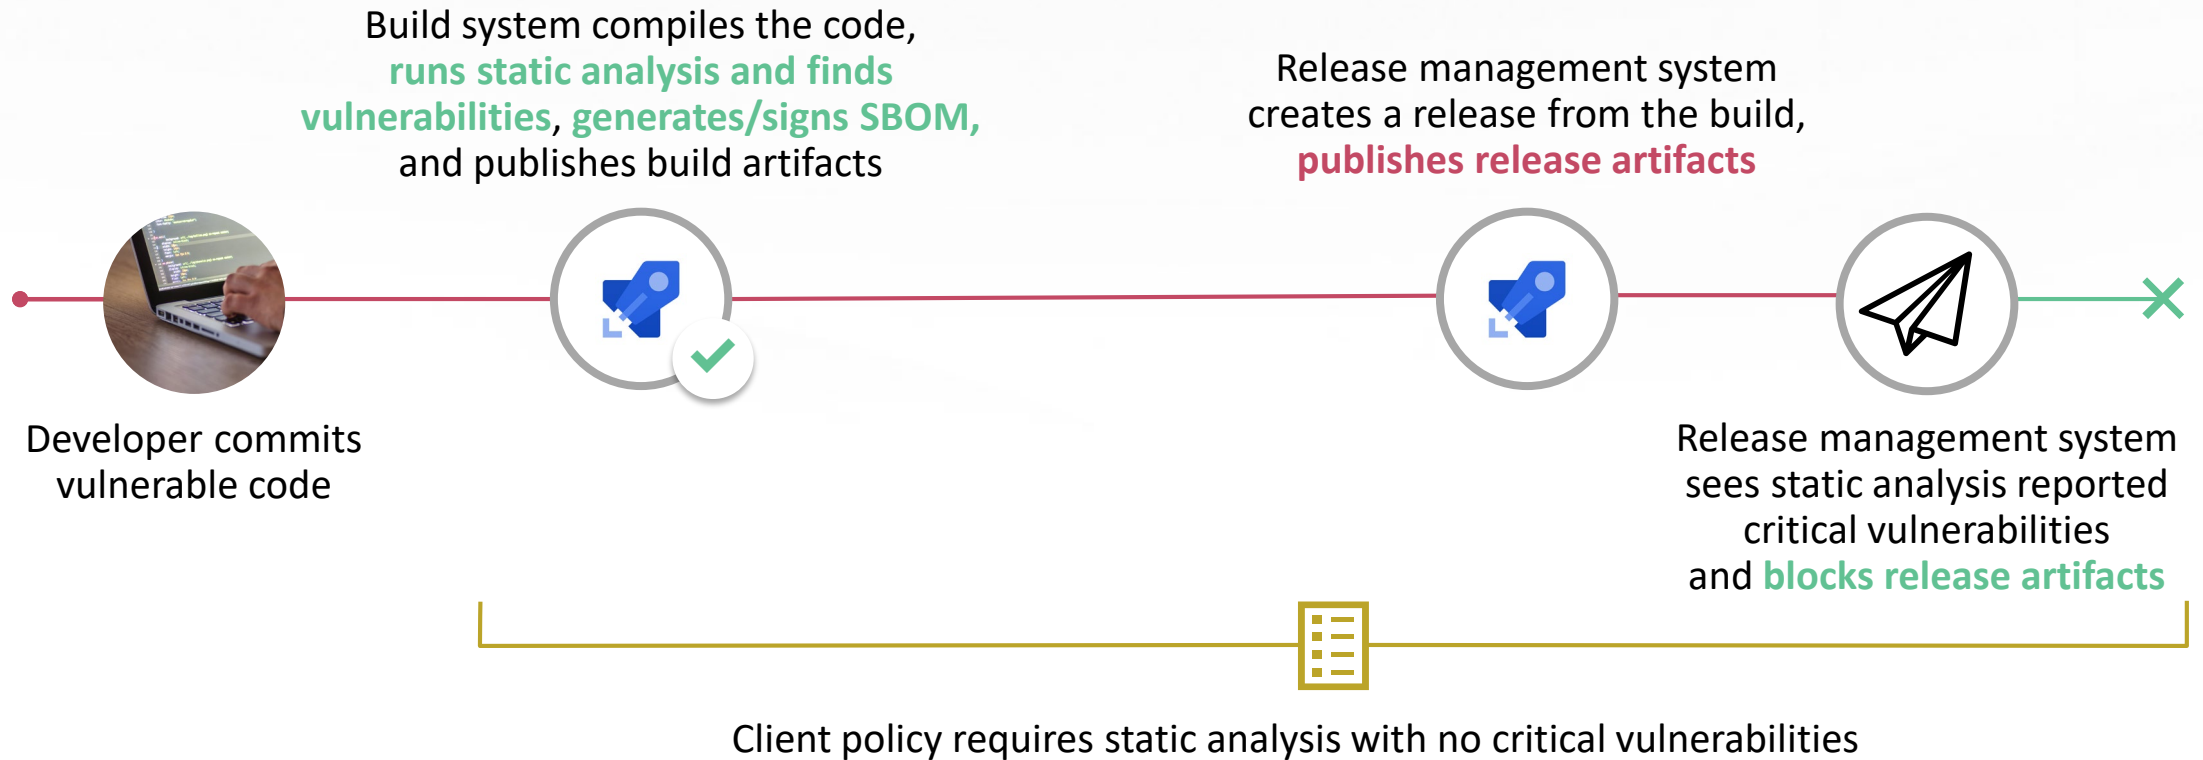 Build system compiles the code,
runs static analysis and finds
vulnerabilities, generates/signs SBOM,
and publishes build artifacts
Release management system
creates a release from the build,
publishes release artifacts
Developer commits
vulnerable code
Release management system
sees static analysis reported
critical vulnerabilities
and blocks release artifacts
Client policy requires static analysis with no critical vulnerabilities